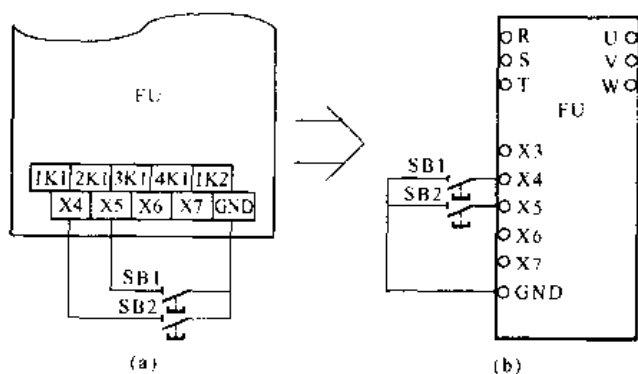 FU
1K1 2K1 3K1 4K1 1K2
X4 X5 X6 X7 GND
SB1
SB2
(a)
R U
S V
T W
FU
X3
SB1 X4
SB2 X5
X6
X7
GND
(b)